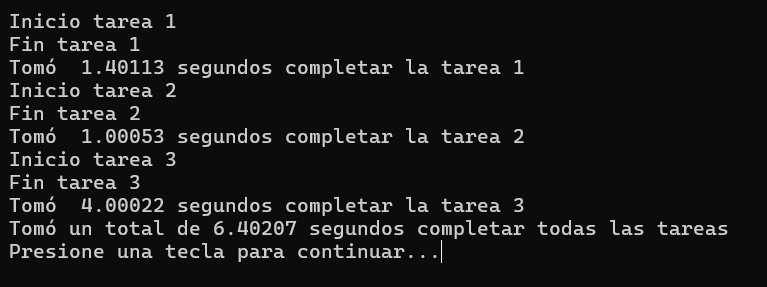 Inicio tarea 1
Fin tarea 1
Tomó  1.40113 segundos completar la tarea 1
Inicio tarea 2
Fin tarea 2
Tomó  1.00053 segundos completar la tarea 2
Inicio tarea 3
Fin tarea 3
Tomó  4.00022 segundos completar la tarea 3
Tomó un total de 6.40207 segundos completar todas las tareas
Presione una tecla para continuar...